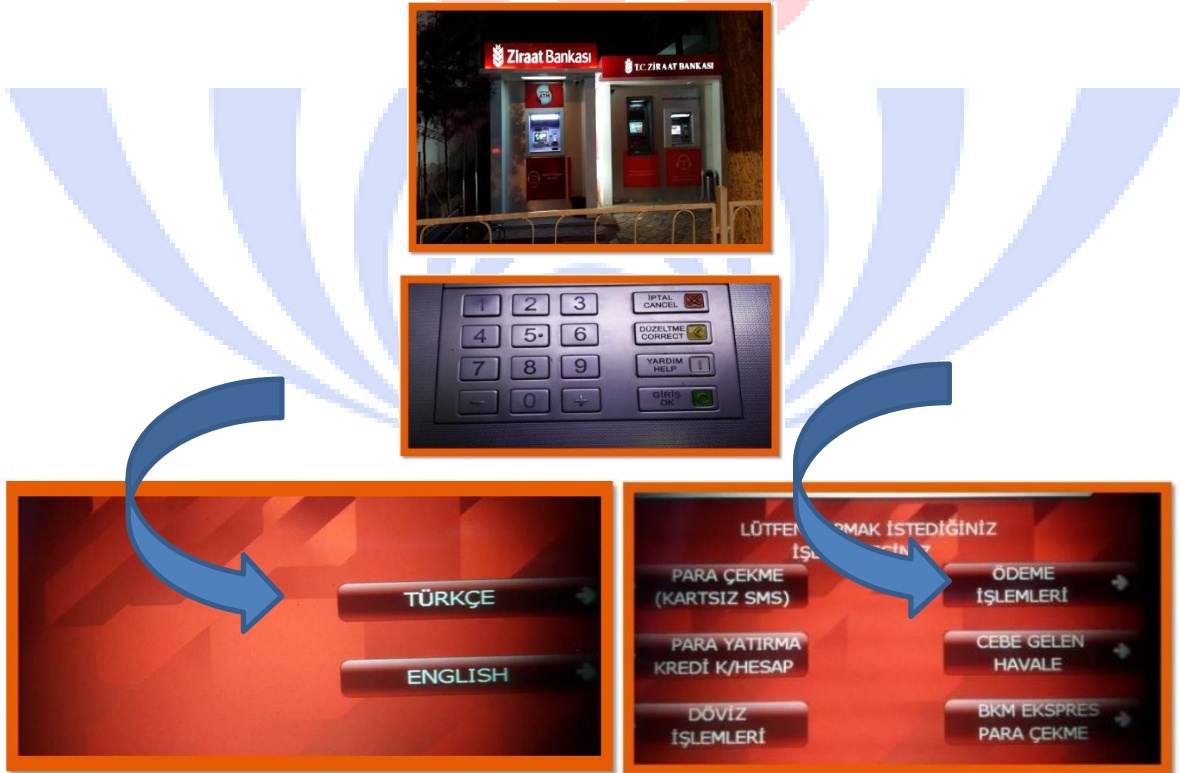 Ziraat Bankası
T.C. ZİRAAT BANKASI
ATM
1 2 3 İPTAL
CANCEL
4 5 6 DÜZELTME
CORRECT
7 8 9 YARDIM
HELP
- 0 GİRİŞ
OK
TÜRKÇE
ENGLISH
LÜTFEN İSTEDİĞİNİZ
PARA ÇEKME
(KARTSIZ SMS)
ÖDEME
İŞLEMLERİ
PARA YATIRMA
KREDİ K/HESAP
CEBE GELEN
HAVALE
DÖVİZ
İŞLEMLERİ
BKM EKSPRES
PARA ÇEKME